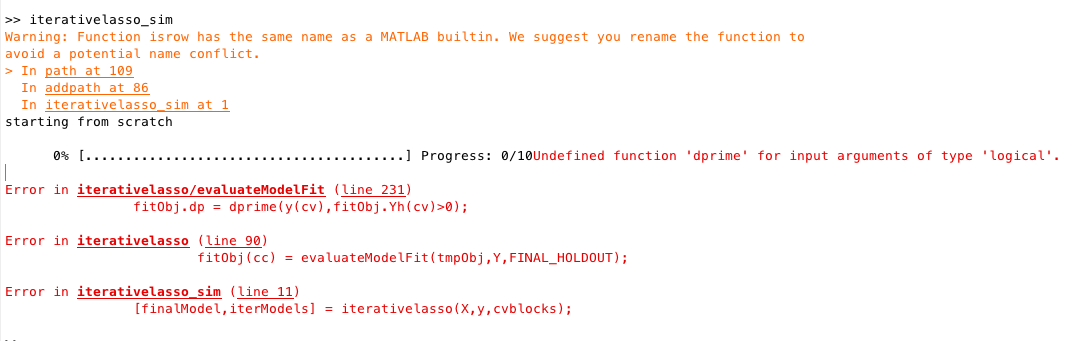 >> iterativelasso_sim
Warning: Function isrow has the same name as a MATLAB builtin. We suggest you rename the function to
avoid a potential name conflict.
> In path at 109
  In addpath at 86
  In iterativelasso_sim at 1
starting from scratch
      0% [........................................] Progress: 0/10Undefined function 'dprime' for input arguments of type 'logical'.
Error in iterativelasso/evaluateModelFit (line 231)
                fitObj.dp = dprime(y(cv),fitObj.Yh(cv)>0);
Error in iterativelasso (line 90)
                        fitObj(cc) = evaluateModelFit(tmpObj,Y,FINAL_HOLDOUT);
Error in iterativelasso_sim (line 11)
                [finalModel,iterModels] = iterativelasso(X,y,cvblocks);